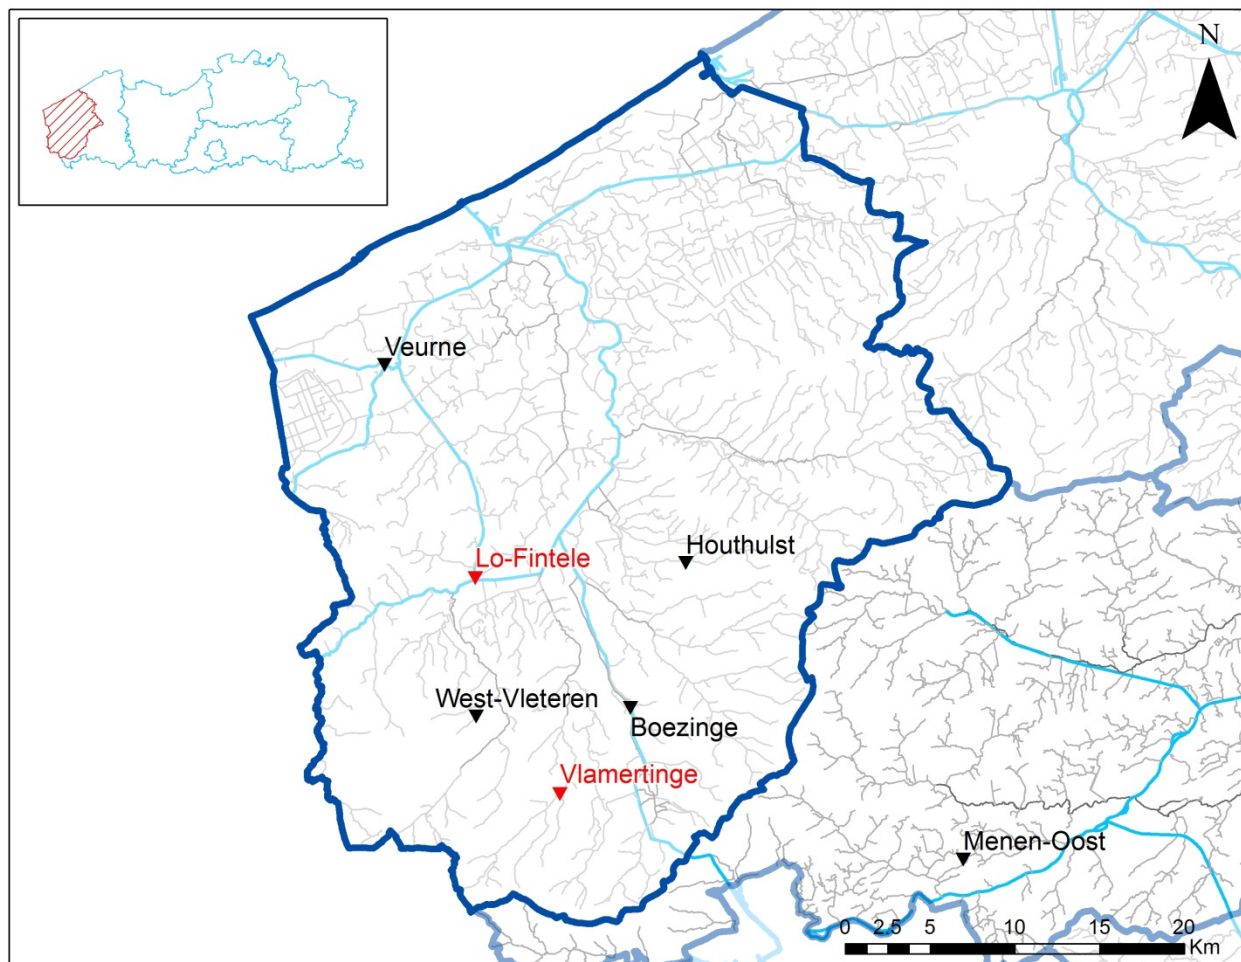 N
Veurne
Lo-Fintele
Houthulst
West-Vleteren
Boezinge
Vlamertinge
Menen-Oost
0 2.5 5 10 15 20
Km